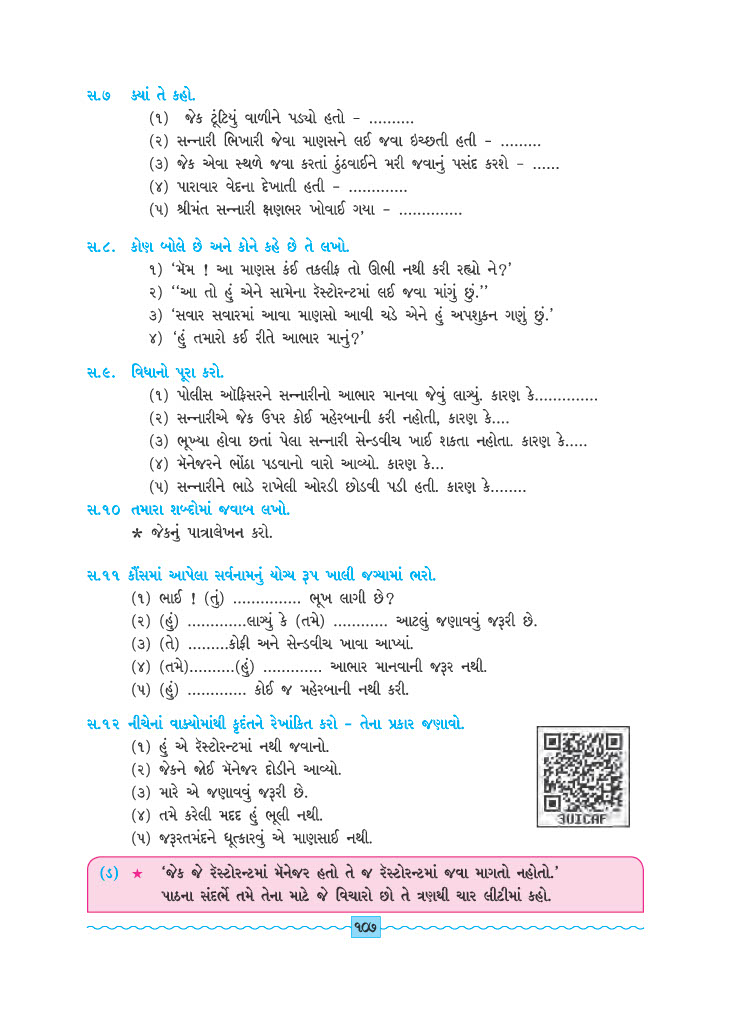 સ.૭ ક્યાં તે કહો.
(૧) જેક ટૂંટિયું વાળીને પડ્યો હતો - ..........
(૨) સન્નારી ભિખારી જેવા માણસને લઈ જવા ઇચ્છતી હતી - .........
(૩) જેક એવા સ્થળે જવા કરતાં ઠુંઠવાઈને મરી જવાનું પસંદ કરશે - ......
(૪) પારાવાર વેદના દેખાતી હતી - .............
(૫) શ્રીમંત સન્નારી ક્ષણભર ખોવાઈ ગયા - ..............
સ.૮. કોણ બોલે છે અને કોને કહે છે તે લખો.
૧) ‘મૅમ ! આ માણસ કંઈ તકલીફ તો ઊભી નથી કરી રહ્યો ને?’
૨) ‘‘આ તો હું એને સામેના રૅસ્ટોરન્ટમાં લઈ જવા માંગું છું.’’
૩) ‘સવાર સવારમાં આવા માણસો આવી ચડે એને હું અપશુકન ગણું છું.’
૪) ‘હું તમારો કઈ રીતે આભાર માનું?’
સ.૯. વિધાનો પૂરા કરો.
(૧) પોલીસ ઑફિસરને સન્નારીનો આભાર માનવા જેવું લાગ્યું. કારણ કે..............
(૨) સન્નારીએ જેક ઉપર કોઈ મહેરબાની કરી નહોતી, કારણ કે....
(૩) ભૂખ્યા હોવા છતાં પેલા સન્નારી સેન્ડવીચ ખાઈ શકતા નહોતા. કારણ કે.....
(૪) મૅનેજરને ભોંઠા પડવાનો વારો આવ્યો. કારણ કે...
(૫) સન્નારીને ભાડે રાખેલી ઓરડી છોડવી પડી હતી. કારણ કે........
સ.૧૦ તમારા શબ્દોમાં જવાબ લખો.
* જેકનું પાત્રાલેખન કરો.
સ.૧૧ કૌંસમાં આપેલા સર્વનામનું યોગ્ય રૂપ ખાલી જગ્યામાં ભરો.
(૧) ભાઈ ! (તું) ............... ભૂખ લાગી છે?
(૨) (હું) .............લાગ્યું કે (તમે) ............ આટલું જણાવવું જરૂરી છે.
(૩) (તે) .........કોફી અને સેન્ડવીચ ખાવા આપ્યાં.
(૪) (તમે)..........(હું) ............. આભાર માનવાની જરૂર નથી.
(૫) (હું) ............. કોઈ જ મહેરબાની નથી કરી.
સ.૧૨ નીચેનાં વાક્યોમાંથી કૃદંતને રેખાંકિત કરો - તેના પ્રકાર જણાવો.
(૧) હું એ રૅસ્ટોરન્ટમાં નથી જવાનો.
(૨) જેકને જોઈ મૅનેજર દોડીને આવ્યો.
(૩) મારે એ જણાવવું જરૂરી છે.
(૪) તમે કરેલી મદદ હું ભૂલી નથી.
(૫) જરૂરતમંદને ધૂત્કારવું એ માણસાઈ નથી.
3UICAF
(ડ) ★ ‘જેક જે રૅસ્ટોરન્ટમાં મૅનેજર હતો તે જ રૅસ્ટોરન્ટમાં જવા માગતો નહોતો.’
પાઠના સંદર્ભે તમે તેના માટે જે વિચારો છો તે ત્રણથી ચાર લીટીમાં કહો.
૧૦૭